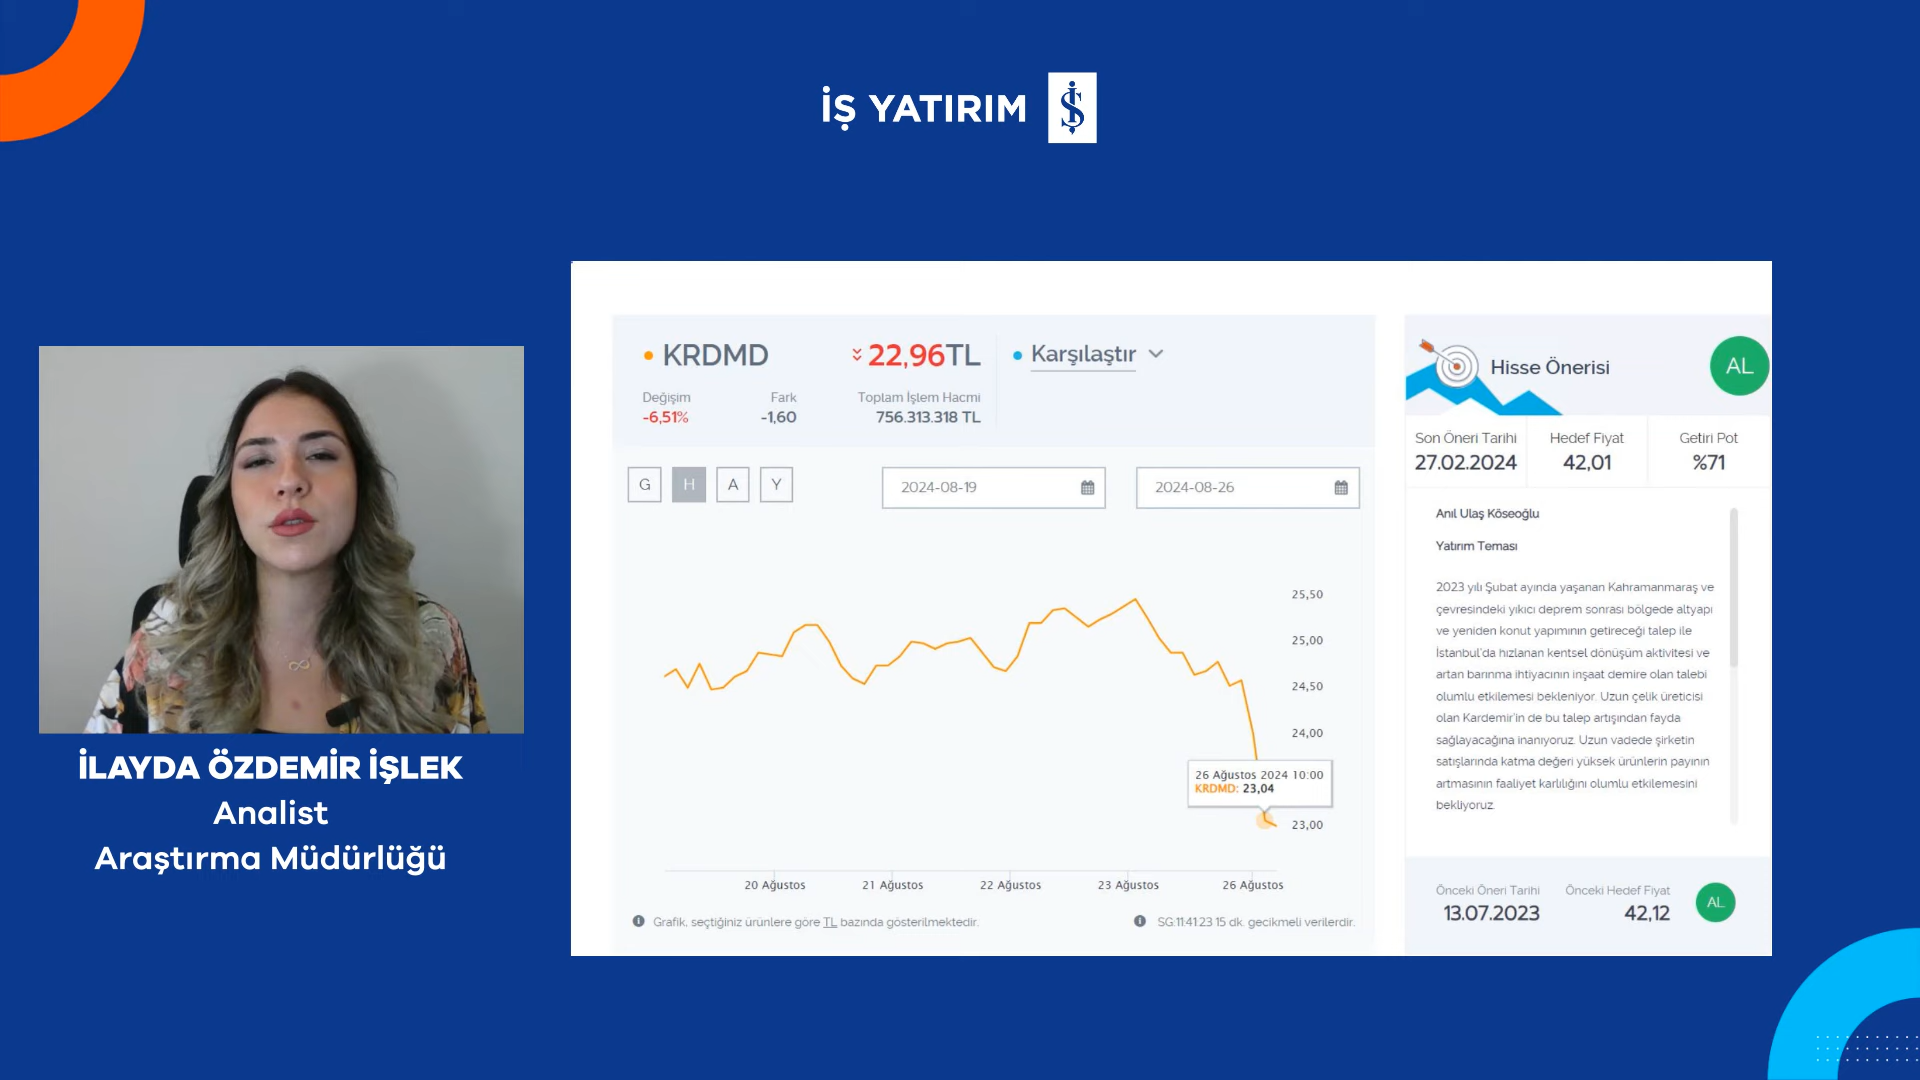 İŞ YATIRIM
KRDMD
22,96TL
Karşılaştır
Değişim
Fark
Toplam İşlem Hacmi
-6,51%
-1,60
756.313.318 TL
G
H
A
Y
2024-08-19
2024-08-26
25,50
25,00
24,50
24,00
26 Ağustos 2024 10:00
KRDMD: 23,04
23,00
20 Ağustos
21 Ağustos
22 Ağustos
23 Ağustos
26 Ağustos
Grafik, seçtiğiniz ürünlere göre TL bazında gösterilmektedir.
SG.11:41:23 15 dk. gecikmeli verilerdir.
Hisse Önerisi
AL
Son Öneri Tarihi
Hedef Fiyat
Getiri Pot
27.02.2024
42,01
%71
Anıl Ulaş Köseoğlu
Yatırım Teması
2023 yılı Şubat ayında yaşanan Kahramanmaraş ve
çevresindeki yıkıcı deprem sonrası bölgede altyapı
ve yeniden konut yapımının getireceği talep ile
İstanbul'da hızlanan kentsel dönüşüm aktivitesi ve
artan barınma ihtiyacının inşaat demire olan talebi
olumlu etkilemesi bekleniyor. Uzun çelik üreticisi
olan Kardemir'in de bu talep artışından fayda
sağlayacağına inanıyoruz. Uzun vadede şirketin
satışlarında katma değeri yüksek ürünlerin payının
artmasının faaliyet karlılığını olumlu etkilemesini
bekliyoruz.
Önceki Öneri Tarihi
Önceki Hedef Fiyat
13.07.2023
42,12
AL
İLAYDA ÖZDEMİR İŞLEK
Analist
Araştırma Müdürlüğü